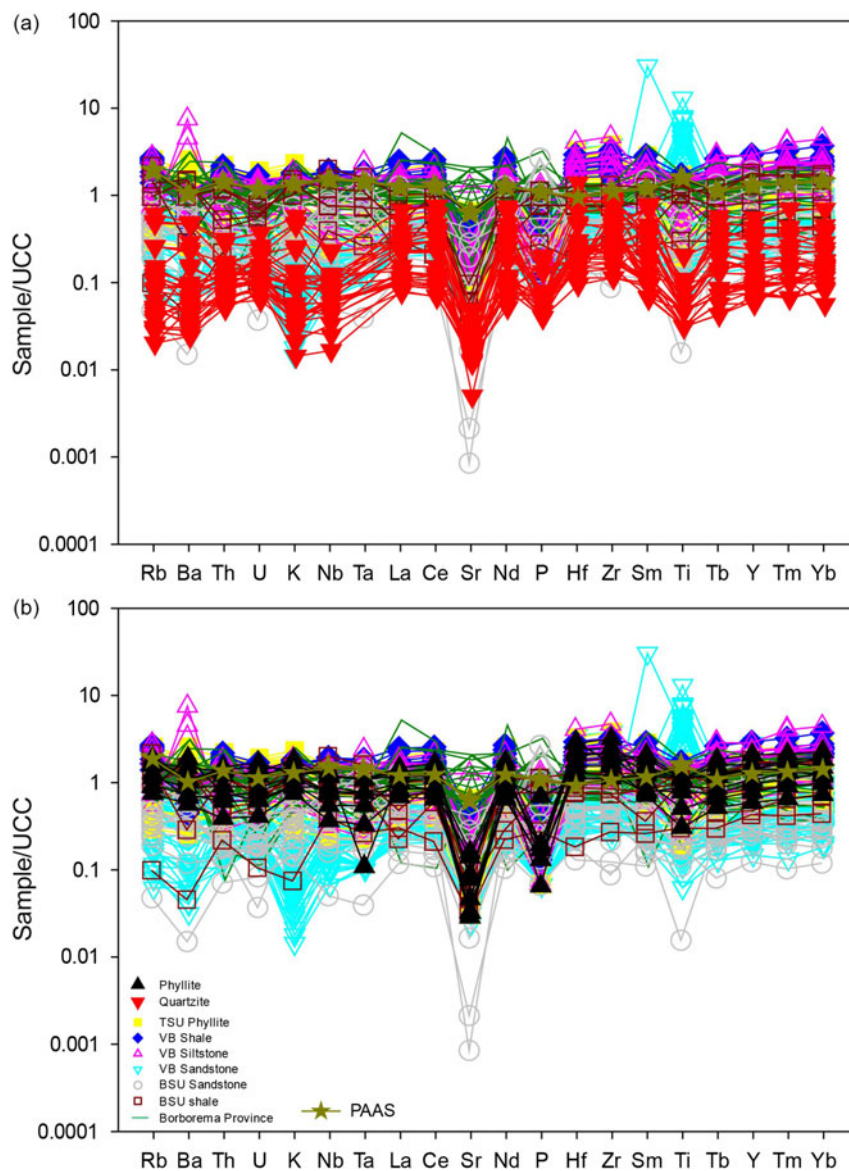 (a)
100
10
1
0.1
0.01
0.001
0.0001
Sample/UCC
Rb Ba Th U K Nb Ta La Ce Sr Nd P Hf Zr Sm Ti Tb Y Tm Yb
(b)
100
10
1
0.1
0.01
0.001
0.0001
Sample/UCC
Phyllite
Quartzite
TSU Phyllite
VB Shale
VB Siltstone
VB Sandstone
BSU Sandstone
BSU shale
Borborema Province
PAAS
Rb Ba Th U K Nb Ta La Ce Sr Nd P Hf Zr Sm Ti Tb Y Tm Yb